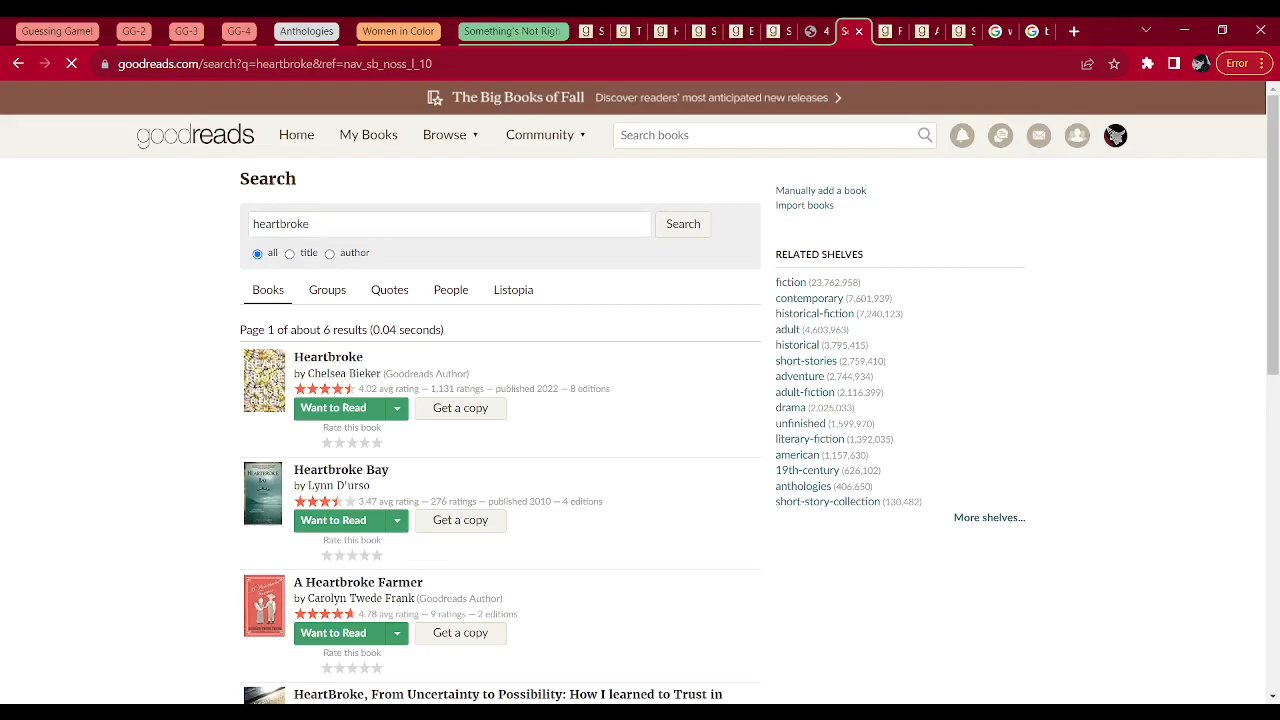 Guessing Game!
GG-2
GG-3
GG-4
Anthologies
Women in Color
Something's Not Righ
goodreads.com/search?q=heartbroke&ref=nav_sb_noss_l_10
Error
The Big Books of Fall Discover readers' most anticipated new releases
goodreads
Home
My Books
Browse
Community
Search books
Search
heartbroke
Search
all
title
author
Books
Groups
Quotes
People
Listopia
Page 1 of about 6 results (0.04 seconds)
Heartbroke
by Chelsea Bieker (Goodreads Author)
4.02 avg rating — 1,131 ratings — published 2022 — 8 editions
Want to Read
Get a copy
Rate this book
HEARTBROKE BAY
Heartbroke Bay
by Lynn D'urso
3.47 avg rating — 276 ratings — published 2010 — 4 editions
Want to Read
Get a copy
Rate this book
A Heartbroke Farmer
by Carolyn Twede Frank (Goodreads Author)
4.78 avg rating — 9 ratings — 2 editions
Want to Read
Get a copy
Rate this book
HeartBroke, From Uncertainty to Possibility: How I learned to Trust in
Manually add a book
Import books
RELATED SHELVES
fiction (23,762,958)
contemporary (7,601,939)
historical-fiction (7,240,123)
adult (4,603,963)
historical (3,795,415)
short-stories (2,759,410)
adventure (2,744,934)
adult-fiction (2,116,399)
drama (2,025,033)
unfinished (1,599,970)
literary-fiction (1,392,035)
american (1,157,630)
19th-century (626,102)
anthologies (406,650)
short-story-collection (130,482)
More shelves...